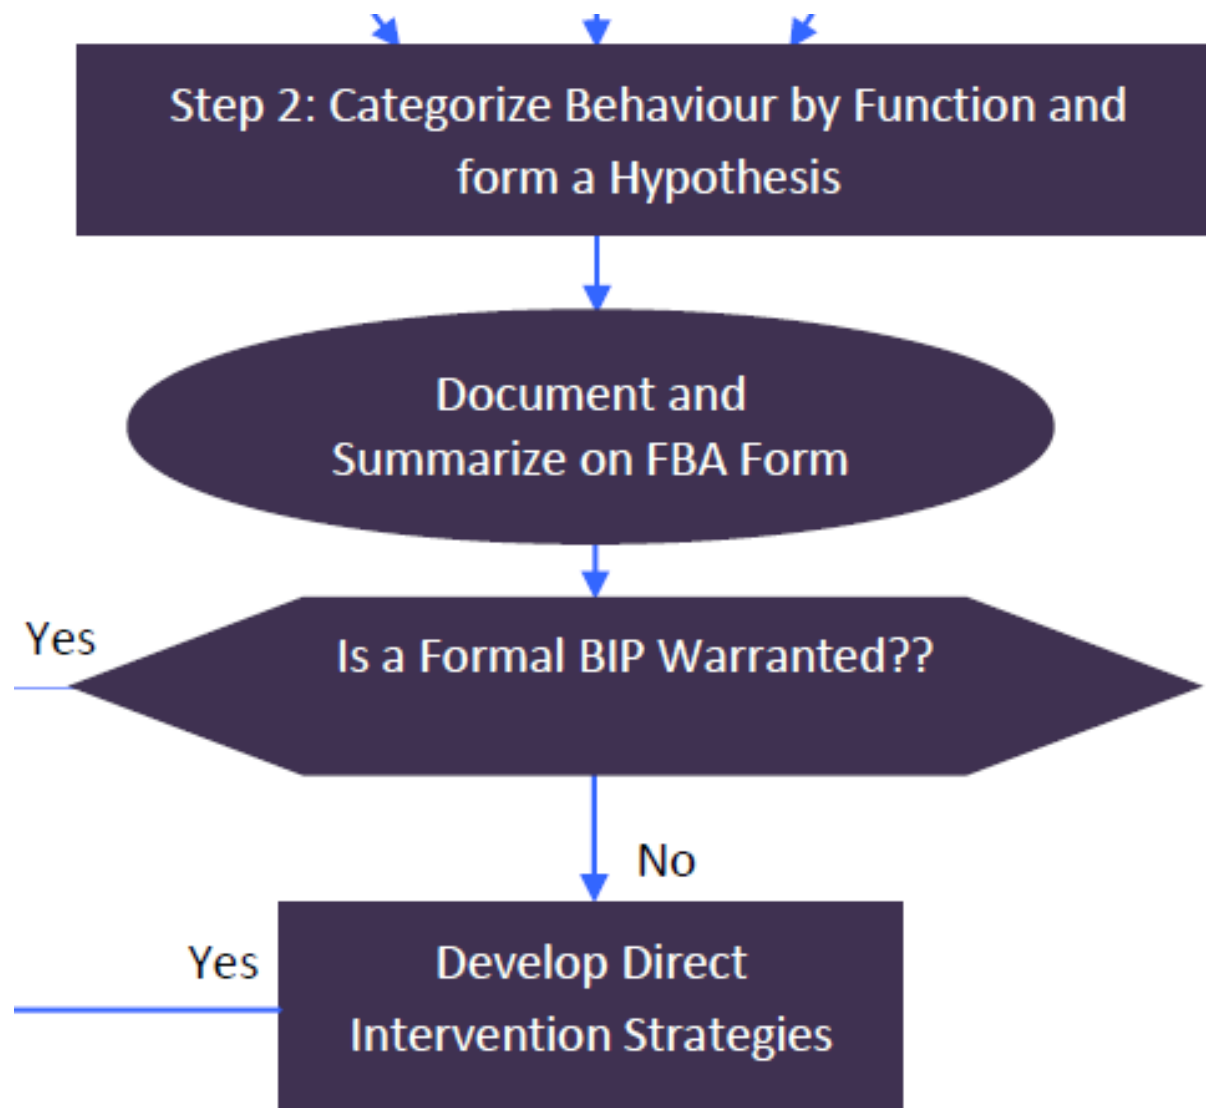 Step 2: Categorize Behaviour by Function and
form a Hypothesis
Document and
Summarize on FBA Form
Yes
Is a Formal BIP Warranted??
No
Yes
Develop Direct
Intervention Strategies